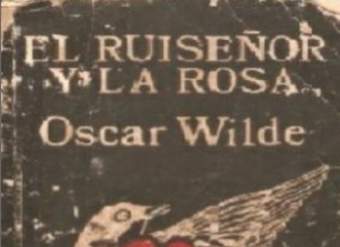 EL RUISEÑOR
Y LA ROSA
Oscar Wilde